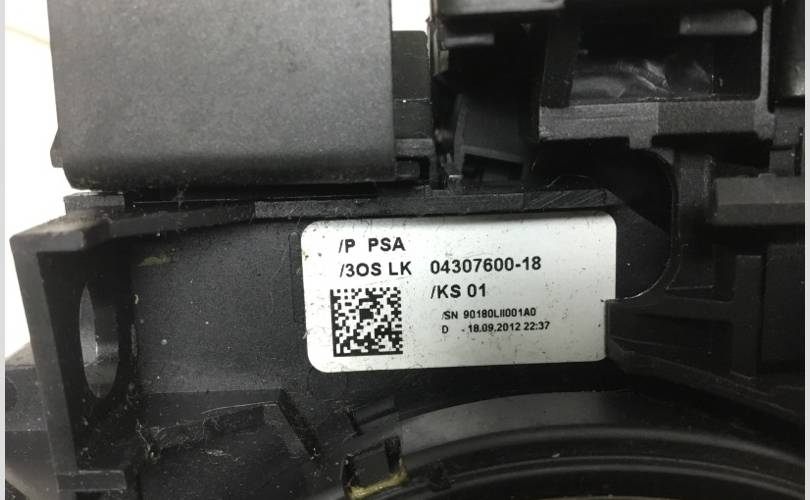 /P PSA
/3OS LK 04307600-18
/KS 01
/SN 90180LII001A0
D - 18.09.2012 22:37